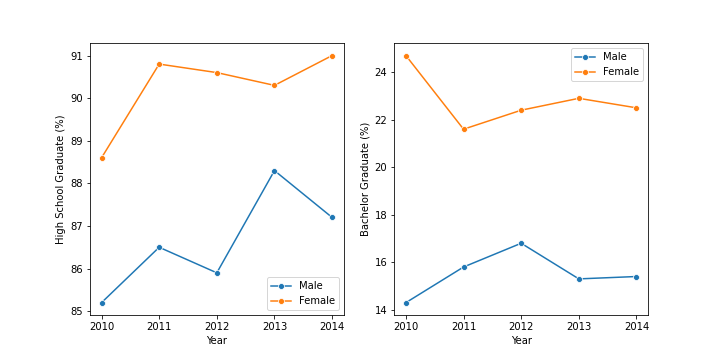 High School Graduate (%)
91
90
89
88
87
86
85
2010 2011 2012 2013 2014
Year
Male
Female
Bachelor Graduate (%)
24
22
20
18
16
14
2010 2011 2012 2013 2014
Year
Male
Female